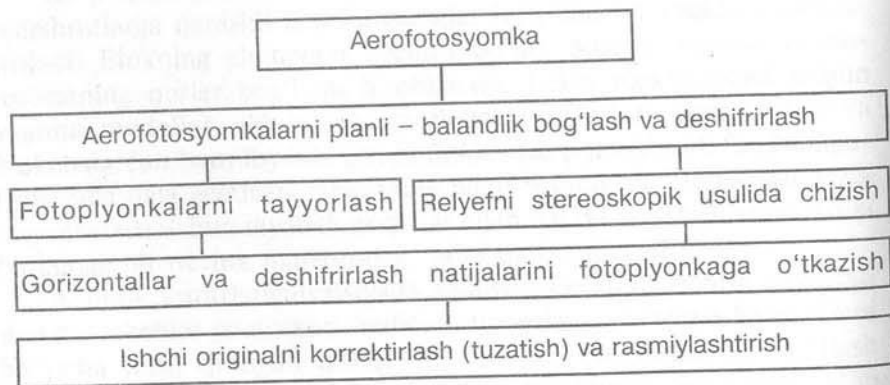 Aerofotosyomka
Aerofotosyomkalarni planli balandlik bog‘lash va deshifrirlash
Fotoplyonkalarni tayyorlash
Relyefni stereoskopik usulida chizish
Gorizontallar va deshifrirlash natijalarini fotoplyonkaga o‘tkazish
Ishchi originalni korrektirlash (tuzatish) va rasmiylashtirish